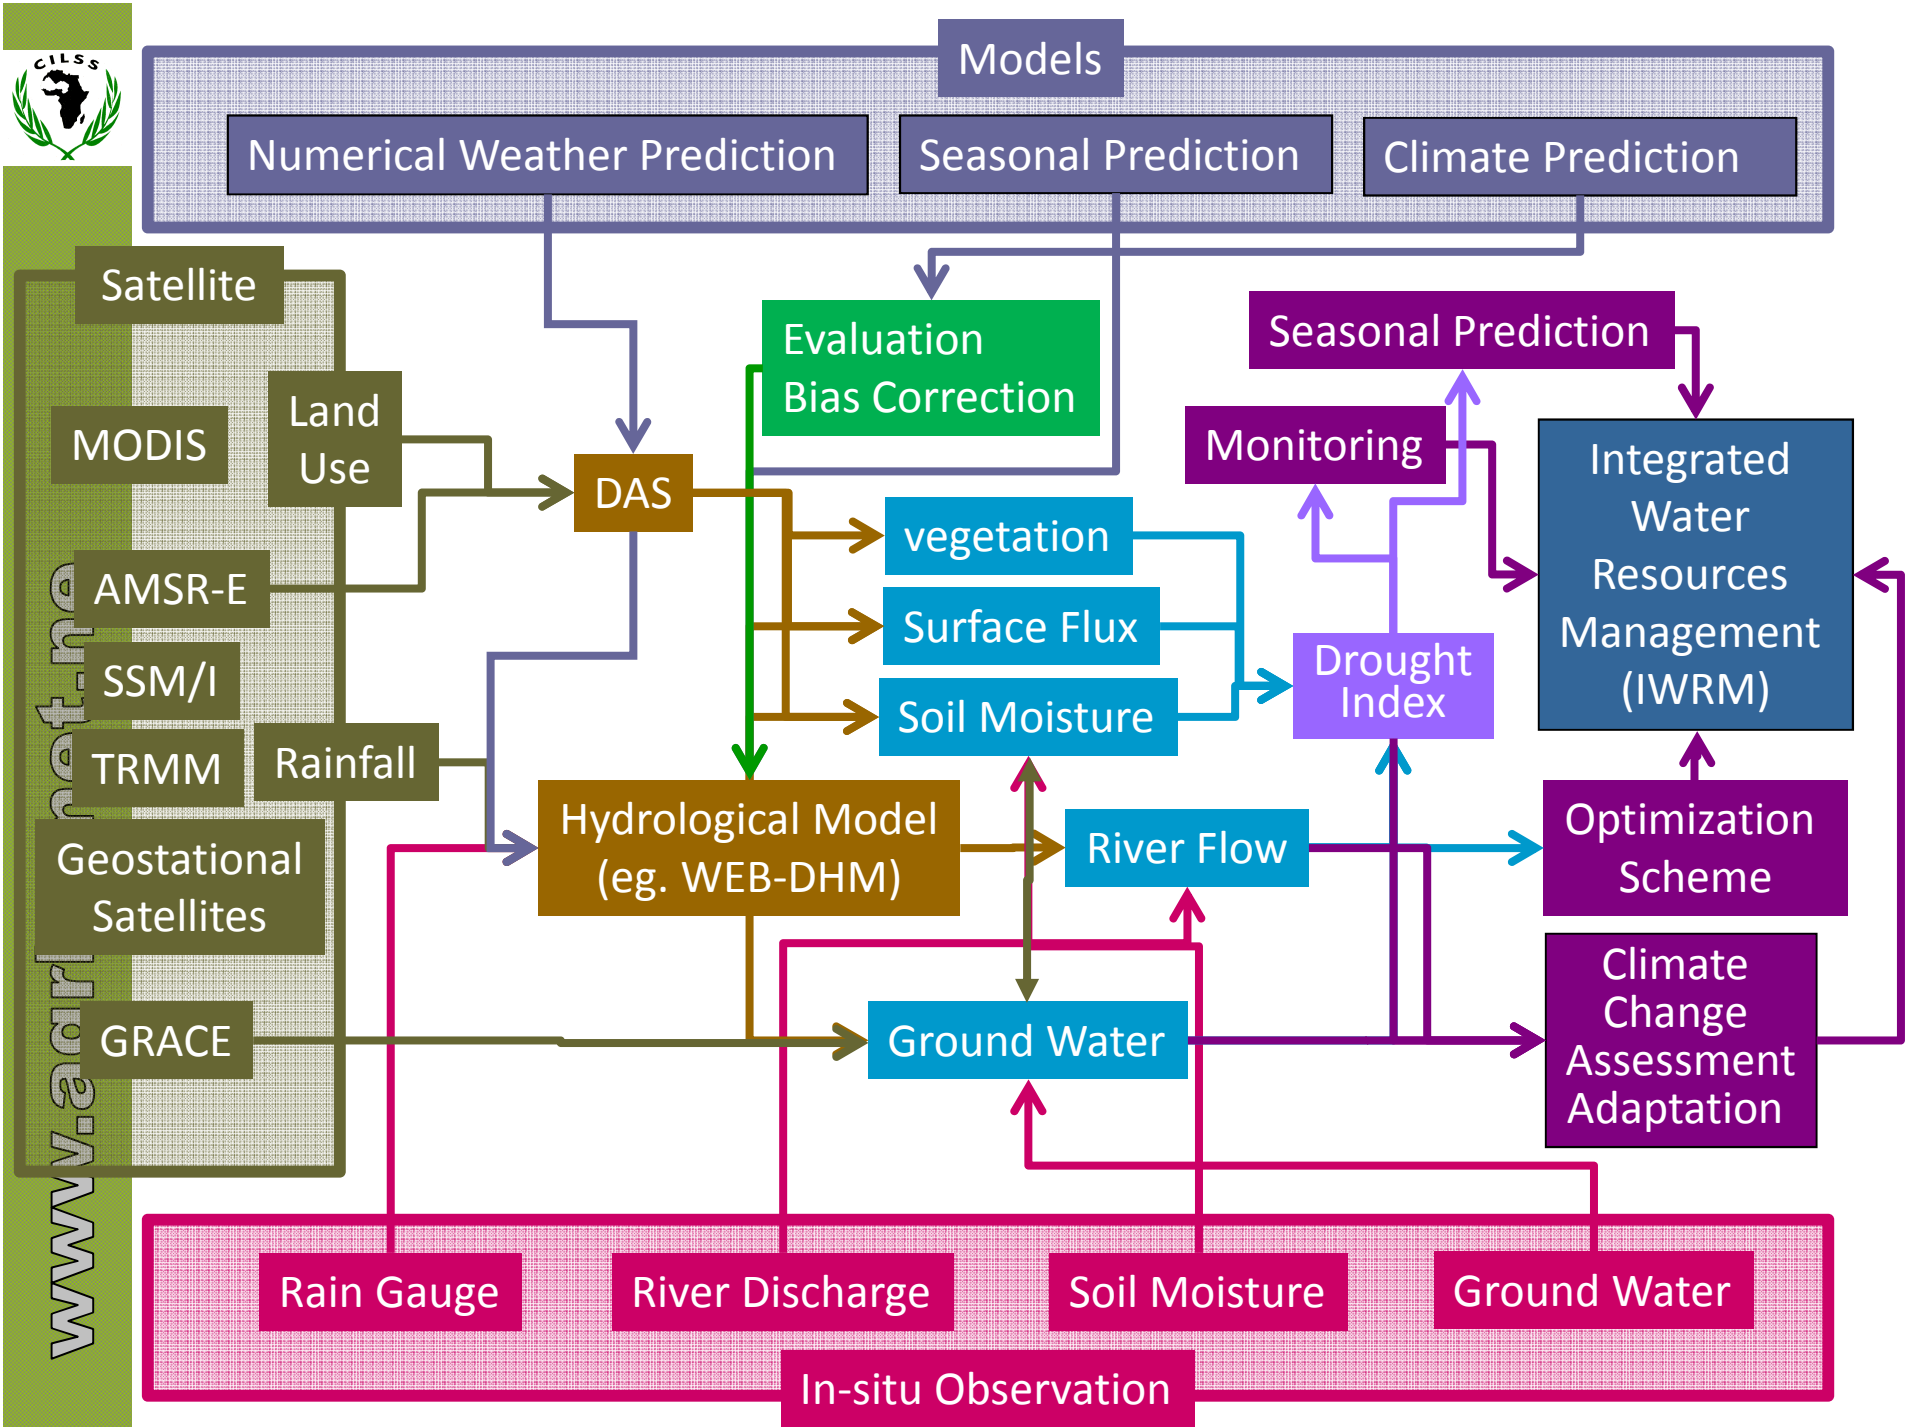 CILSS
Models
Numerical Weather Prediction
Seasonal Prediction
Climate Prediction
Satellite
Evaluation
Bias Correction
Seasonal Prediction
Land
Use
MODIS
Monitoring
Integrated
Water
Resources
Management
(IWRM)
DAS
vegetation
AMSR-E
Surface Flux
Drought
Index
SSM/I
Soil Moisture
TRMM
Rainfall
Hydrological Model
(eg. WEB-DHM)
River Flow
Optimization
Scheme
Geostational
Satellites
Climate
Change
Assessment
Adaptation
GRACE
Ground Water
Rain Gauge
River Discharge
Soil Moisture
Ground Water
In-situ Observation